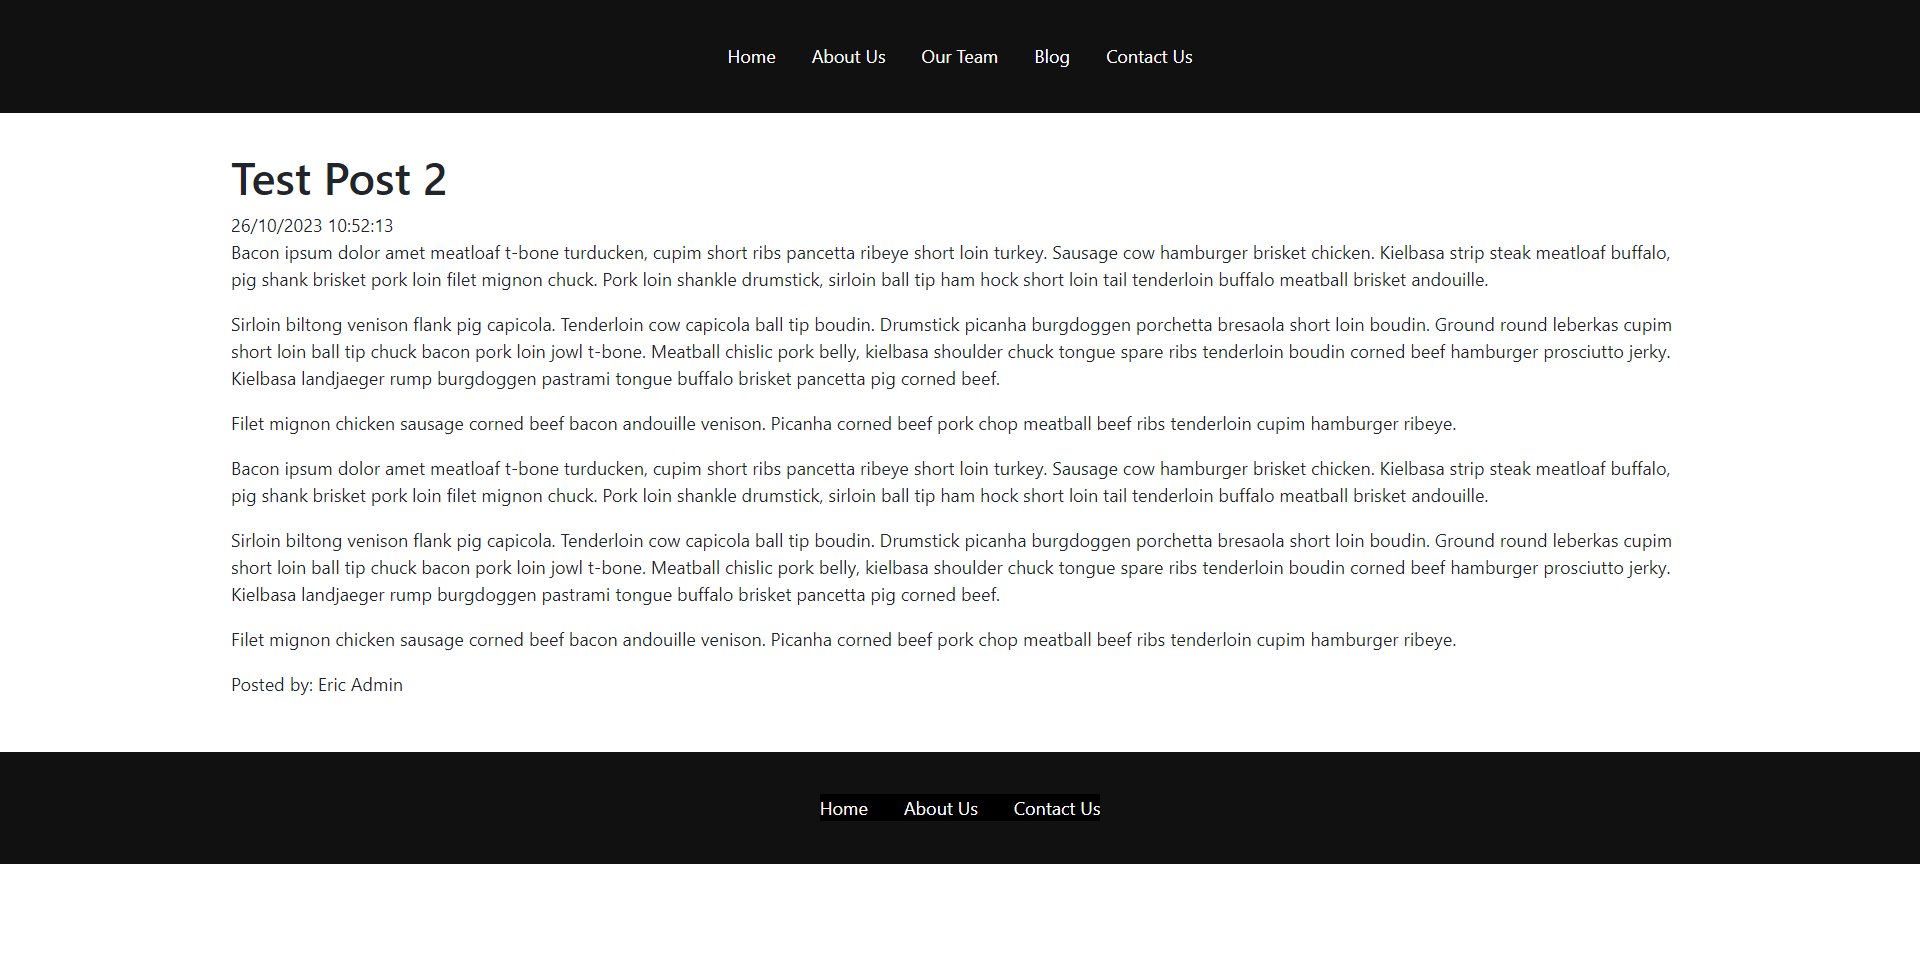 Home About Us Our Team Blog Contact Us
Test Post 2
26/10/2023 10:52:13
Bacon ipsum dolor amet meatloaf t-bone turducken, cupim short ribs pancetta ribeye short loin turkey. Sausage cow hamburger brisket chicken. Kielbasa strip steak meatloaf buffalo,
pig shank brisket pork loin filet mignon chuck. Pork loin shankle drumstick, sirloin ball tip ham hock short loin tail tenderloin buffalo meatball brisket andouille.
Sirloin biltong venison flank pig capicola. Tenderloin cow capicola ball tip boudin. Drumstick picanha burgdoggen porchetta bresaola short loin boudin. Ground round leberkas cupim
short loin ball tip chuck bacon pork loin jowl t-bone. Meatball chislic pork belly, kielbasa shoulder chuck tongue spare ribs tenderloin boudin corned beef hamburger prosciutto jerky.
Kielbasa landjaeger rump burgdoggen pastrami tongue buffalo brisket pancetta pig corned beef.
Filet mignon chicken sausage corned beef bacon andouille venison. Picanha corned beef pork chop meatball beef ribs tenderloin cupim hamburger ribeye.
Bacon ipsum dolor amet meatloaf t-bone turducken, cupim short ribs pancetta ribeye short loin turkey. Sausage cow hamburger brisket chicken. Kielbasa strip steak meatloaf buffalo,
pig shank brisket pork loin filet mignon chuck. Pork loin shankle drumstick, sirloin ball tip ham hock short loin tail tenderloin buffalo meatball brisket andouille.
Sirloin biltong venison flank pig capicola. Tenderloin cow capicola ball tip boudin. Drumstick picanha burgdoggen porchetta bresaola short loin boudin. Ground round leberkas cupim
short loin ball tip chuck bacon pork loin jowl t-bone. Meatball chislic pork belly, kielbasa shoulder chuck tongue spare ribs tenderloin boudin corned beef hamburger prosciutto jerky.
Kielbasa landjaeger rump burgdoggen pastrami tongue buffalo brisket pancetta pig corned beef.
Filet mignon chicken sausage corned beef bacon andouille venison. Picanha corned beef pork chop meatball beef ribs tenderloin cupim hamburger ribeye.
Posted by: Eric Admin
Home About Us Contact Us